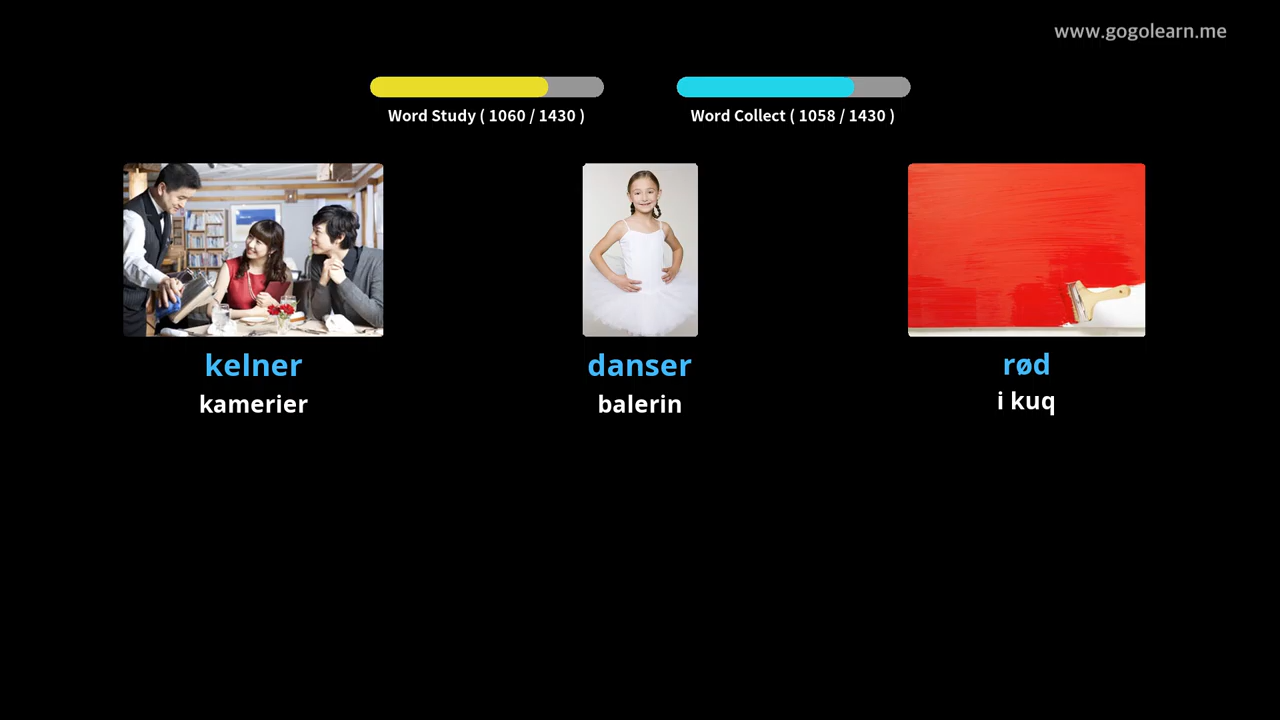 www.gogolearn.me
Word Study ( 1060 / 1430 )
Word Collect ( 1058 / 1430 )
kelner
danser
rød
kamerier
balerin
i kuq